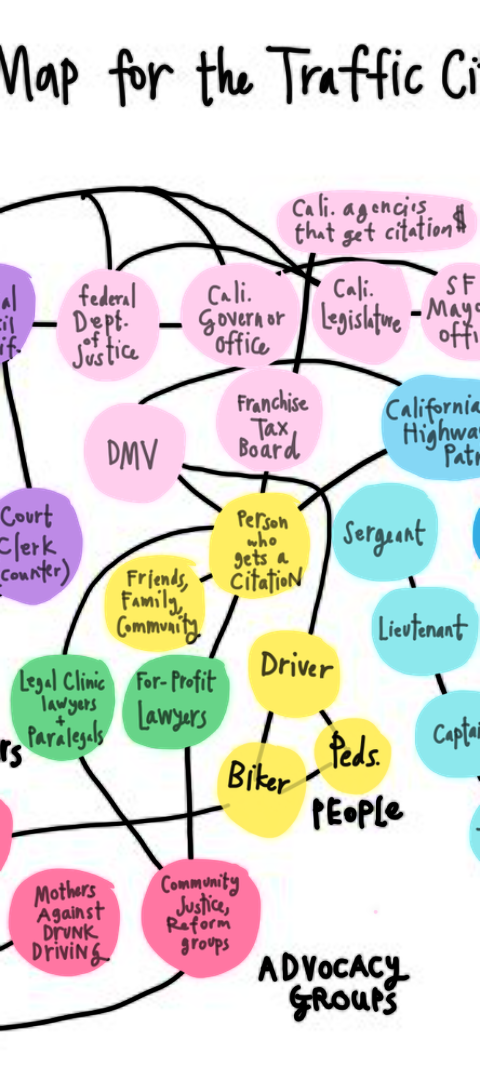 Map for the Traffic Ci
Cali. agencies
that get citation $
federal
Dept.
of
Justice
Cali.
Governor
Office
Cali.
Legislature
SF
Mayo
Offi
DMV
Franchise
Tax
Board
California
Highwa
Patr
Court
Clerk
(counter)
Person
who
gets a
CitatioN
Sergeant
Friends,
Family,
Community
Lieutenant
Legal Clinic
lawyers
+
Paralegals
For-Profit
Lawyers
Driver
Captai
Biker
Peds.
PEOPLE
Mothers
Against
DRUNK
DRiViNG
Community
Justice,
Reform
groups
ADVOCACY
GROUPS